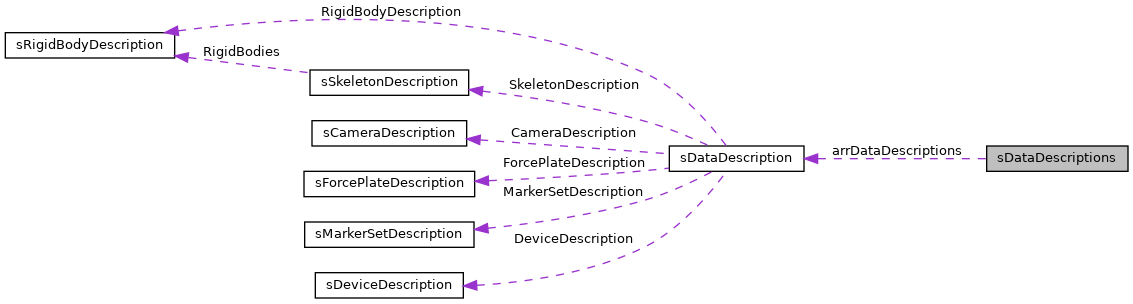 RigidBodyDescription
sRigidBodyDescription
RigidBodies
sSkeletonDescription
SkeletonDescription
sCameraDescription
CameraDescription
sDataDescription
arrDataDescriptions
sDataDescriptions
ForcePlateDescription
sForcePlateDescription
MarkerSetDescription
sMarkerSetDescription
DeviceDescription
sDeviceDescription